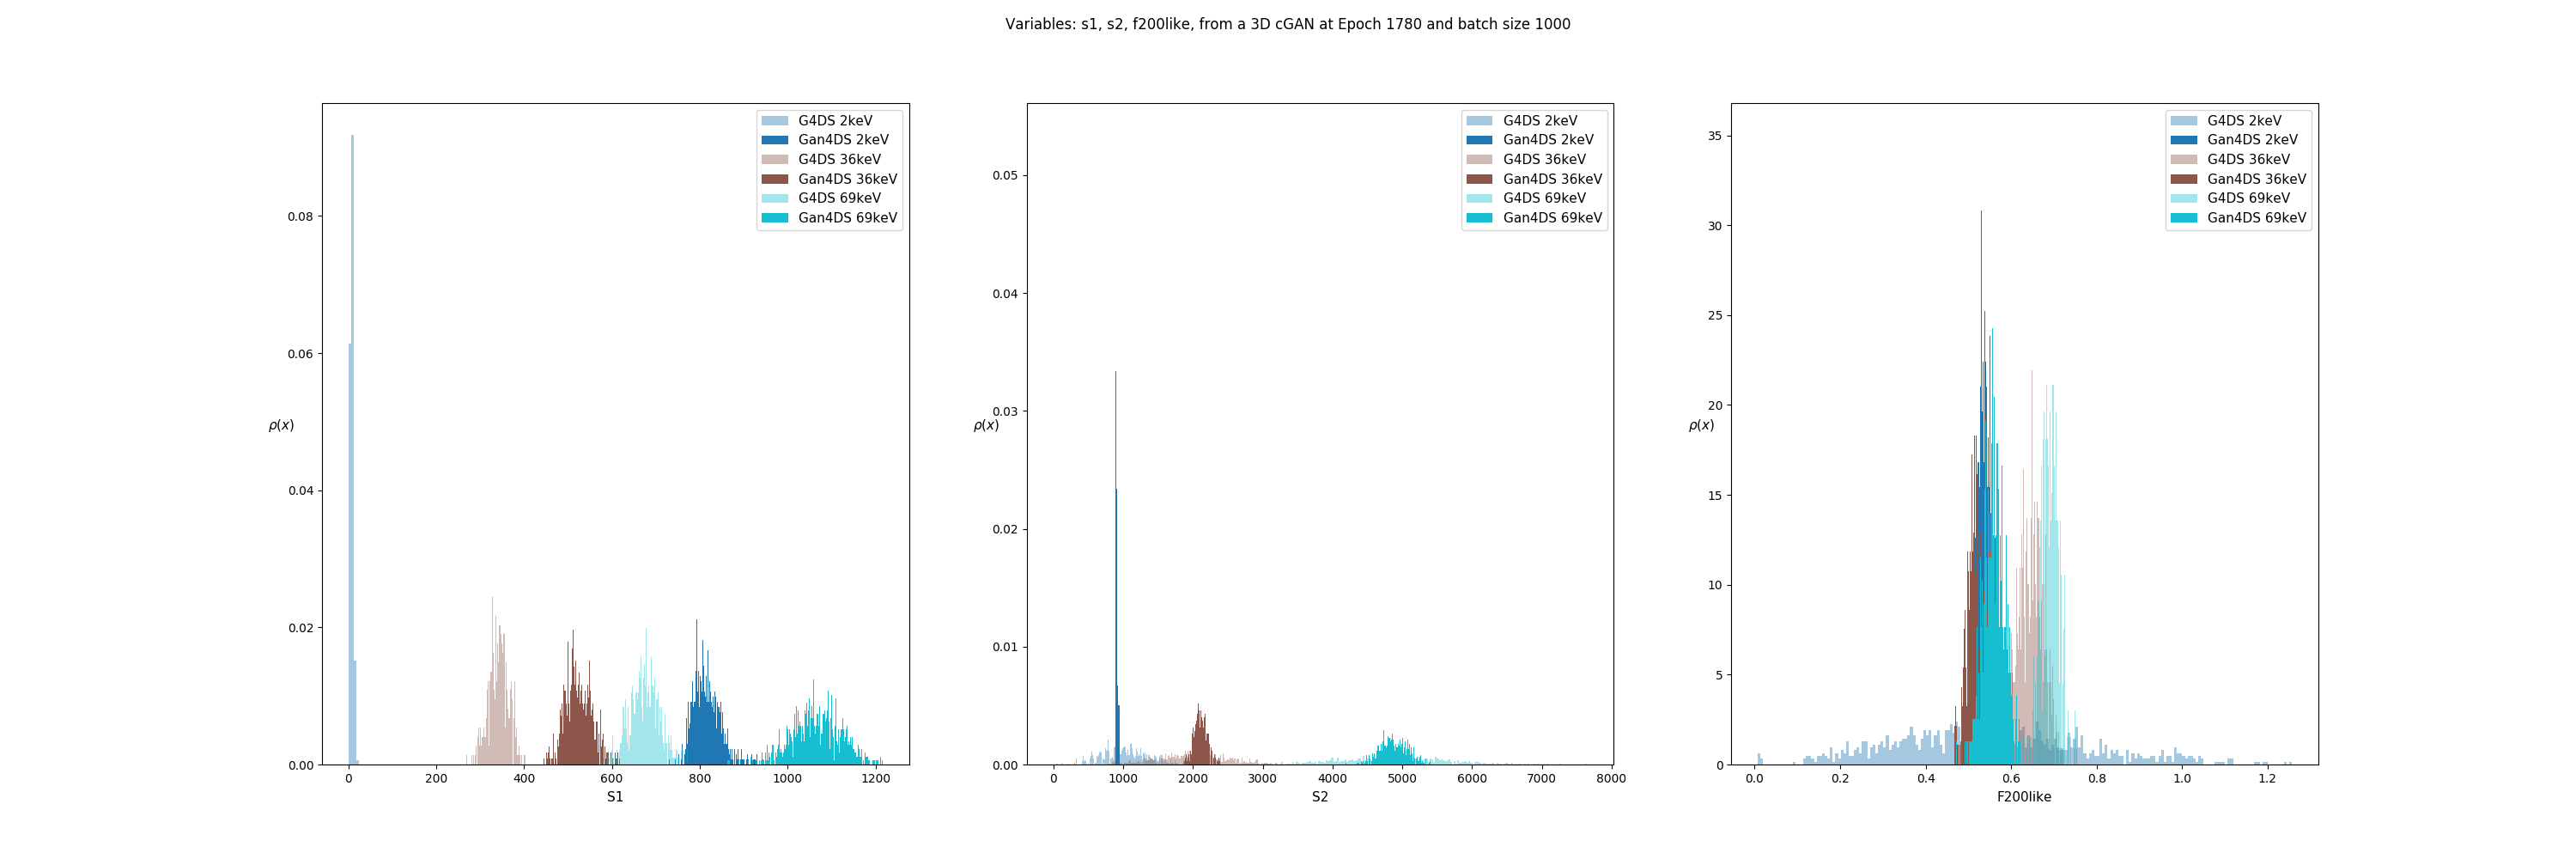 Variables: s1, s2, f200like, from a 3D cGAN at Epoch 1780 and batch size 1000
G4DS 2keV
Gan4DS 2keV
G4DS 36keV
Gan4DS 36keV
G4DS 69keV
Gan4DS 69keV
0.08
0.06
0.04
0.02
0.00
ρ(x)
0 200 400 600 800 1000 1200
S1
G4DS 2keV
Gan4DS 2keV
G4DS 36keV
Gan4DS 36keV
G4DS 69keV
Gan4DS 69keV
0.05
0.04
0.03
0.02
0.01
0.00
ρ(x)
0 1000 2000 3000 4000 5000 6000 7000 8000
S2
G4DS 2keV
Gan4DS 2keV
G4DS 36keV
Gan4DS 36keV
G4DS 69keV
Gan4DS 69keV
35
30
25
20
15
10
5
0
ρ(x)
0.0 0.2 0.4 0.6 0.8 1.0 1.2
F200like